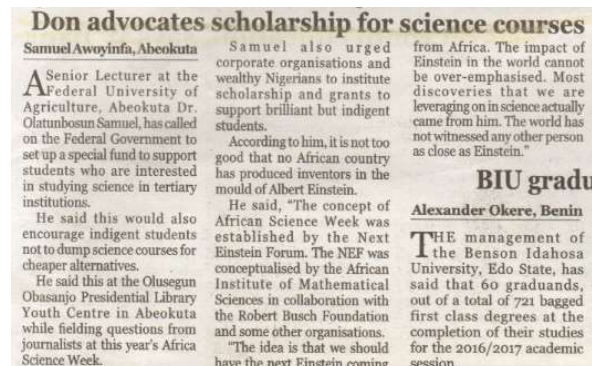 Don advocates scholarship for science courses
Samuel Awoyinfa, Abeokuta
A Senior Lecturer at the
Federal University of
Agriculture, Abeokuta Dr.
Olatunbosun Samuel, has called
on the Federal Government to
set up a special fund to support
students who are interested
in studying science in tertiary
institutions.
He said this would also
encourage indigent students
not to dump science courses for
cheaper alternatives.
He said this at the Olusegun
Obasanjo Presidential Library
Youth Centre in Abeokuta
while fielding questions from
journalists at this year's Africa
Science Week.
Samuel also urged
corporate organisations and
wealthy Nigerians to institute
scholarship and grants to
support brilliant but indigent
students.
According to him, it is not too
good that no African country
has produced inventors in the
mould of Albert Einstein.
He said, "The concept of
African Science Week was
established by the Next
Einstein Forum. The NEF was
conceptualised by the African
Institute of Mathematical
Sciences in collaboration with
the Robert Busch Foundation
and some other organisations.
"The idea is that we should
have the next Einstein coming
from Africa. The impact of
Einstein in the world cannot
be over-emphasised. Most
discoveries that we are
leveraging on in science actually
came from him. The world has
not witnessed any other person
as close as Einstein."
BIU gradu
Alexander Okere, Benin
THE management of
the Benson Idahosa
University, Edo State, has
said that 60 graduands,
out of a total of 721 bagged
first class degrees at the
completion of their studies
for the 2016/2017 academic
session